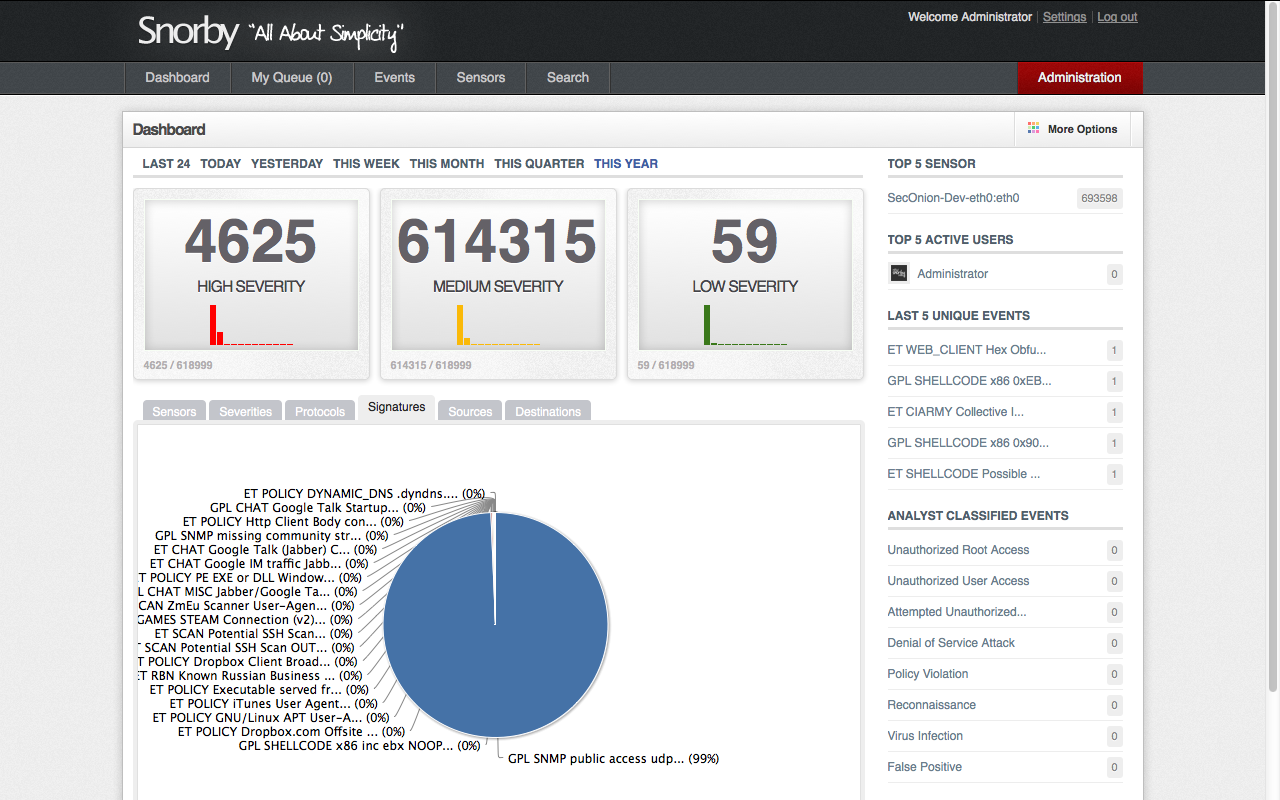 Snorby "All About Simplicity"
Welcome Administrator | Settings | Log out
Dashboard
My Queue (0)
Events
Sensors
Search
Administration
Dashboard
More Options
LAST 24 TODAY YESTERDAY THIS WEEK THIS MONTH THIS QUARTER THIS YEAR
4625
HIGH SEVERITY
4625 / 618999
614315
MEDIUM SEVERITY
614315 / 618999
59
LOW SEVERITY
59 / 618999
Sensors
Severities
Protocols
Signatures
Sources
Destinations
ET POLICY DYNAMIC_DNS .dyndns.... (0%)
GPL CHAT Google Talk Startup... (0%)
ET POLICY Http Client Body con... (0%)
GPL SNMP missing community str... (0%)
ET CHAT Google Talk (Jabber) C... (0%)
ET CHAT Google IM traffic Jabb... (0%)
ET POLICY PE EXE or DLL Window... (0%)
L CHAT MISC Jabber/Google Ta... (0%)
CAN ZmEu Scanner User-Agen... (0%)
GAMES STEAM Connection (v2)... (0%)
ET SCAN Potential SSH Scan... (0%)
T SCAN Potential SSH Scan OUT... (0%)
T POLICY Dropbox Client Broad... (0%)
ET RBN Known Russian Business ... (0%)
ET POLICY Executable served fr... (0%)
ET POLICY iTunes User Agent... (0%)
ET POLICY GNU/Linux APT User-A... (0%)
ET POLICY Dropbox.com Offsite ... (0%)
GPL SHELLCODE x86 inc ebx NOOP... (0%)
GPL SNMP public access udp... (99%)
TOP 5 SENSOR
SecOnion-Dev-eth0:eth0 693598
TOP 5 ACTIVE USERS
Administrator 0
LAST 5 UNIQUE EVENTS
ET WEB_CLIENT Hex Obfu... 1
GPL SHELLCODE x86 0xEB... 1
ET CIARMY Collective I... 1
GPL SHELLCODE x86 0x90... 1
ET SHELLCODE Possible ... 1
ANALYST CLASSIFIED EVENTS
Unauthorized Root Access 0
Unauthorized User Access 0
Attempted Unauthorized... 0
Denial of Service Attack 0
Policy Violation 0
Reconnaissance 0
Virus Infection 0
False Positive 0